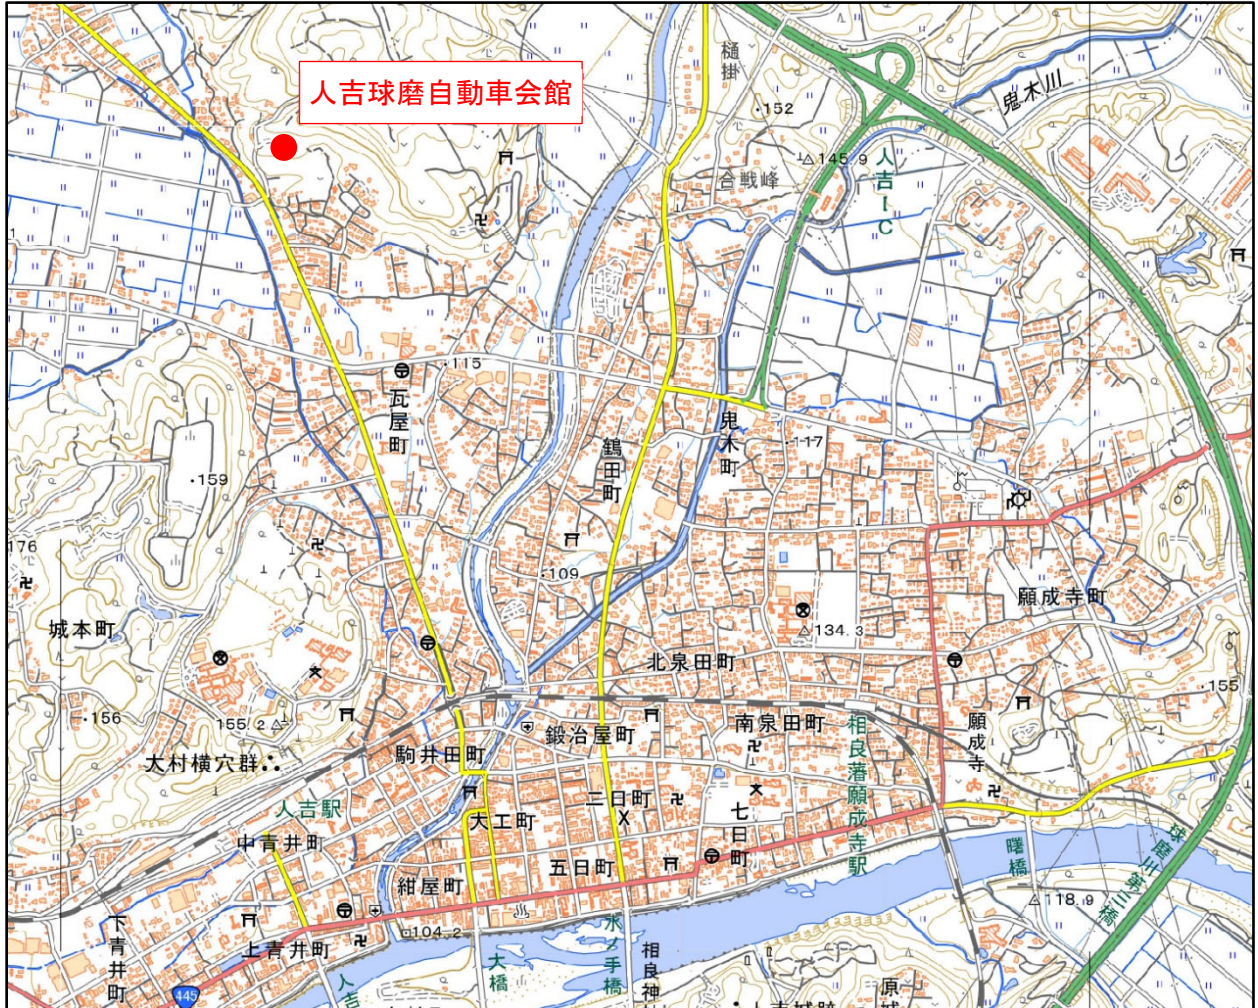 人吉球磨自動車会館
樋掛
・152
鬼木川
△145.9
合戦峰
人吉IC
・115
瓦屋町
鶴田町
鬼木町
・117
・159
176
・109
城本町
△134.3
願成寺町
北泉田町
・156
155.2△
・155
大村横穴群
駒井田町
鍛冶屋町
南泉田町
相良藩願成寺駅
願成寺
人吉駅
中青井町
大工町
二日町
七日町
五日町
紺屋町
下青井町
上青井町
104.2
445
大橋
水ノ手橋
曙橋
△118.9
球磨川第三橋